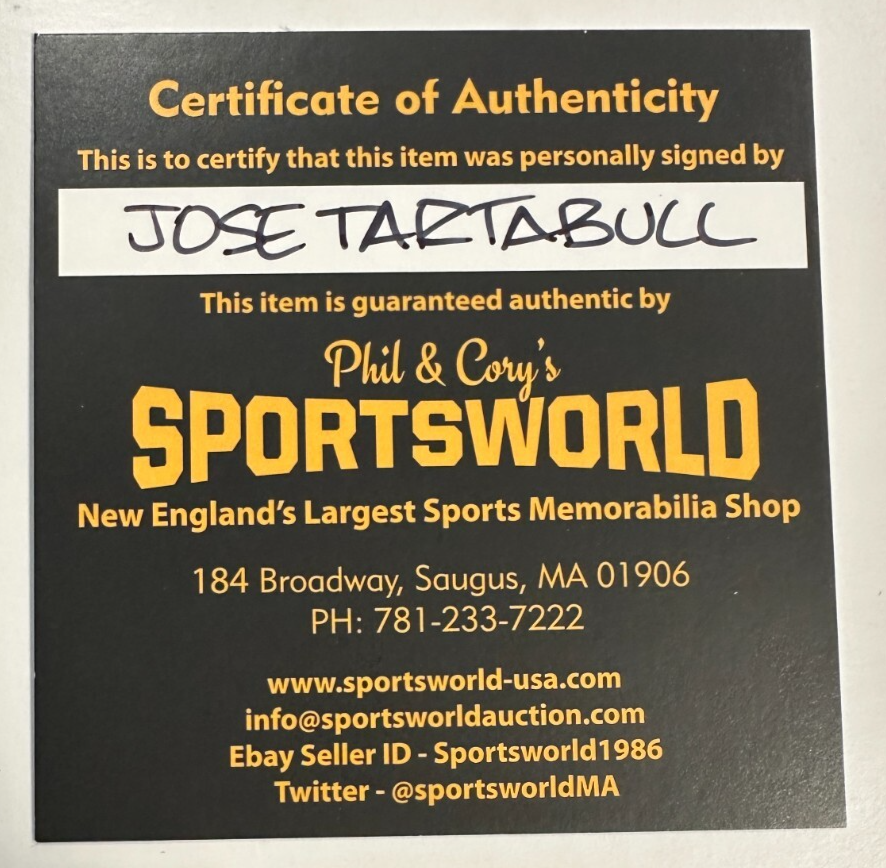 Certificate of Authenticity
This is to certify that this item was personally signed by
JOSE TARTABULL
This item is guaranteed authentic by
Phil & Cory's
SPORTSWORLD
New England's Largest Sports Memorabilia Shop
184 Broadway, Saugus, MA 01906
PH: 781-233-7222
www.sportsworld-usa.com
info@sportsworldauction.com
Ebay Seller ID - Sportsworld1986
Twitter - @sportsworldMA